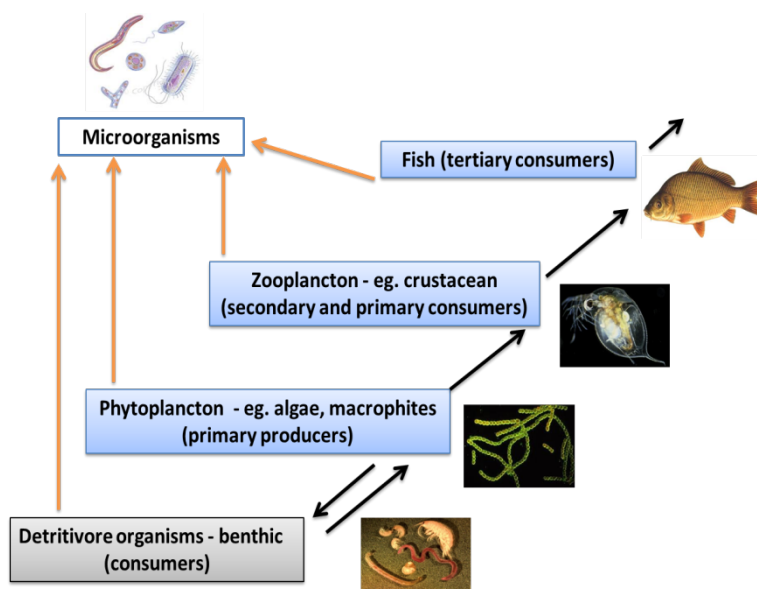 Microorganisms
Fish (tertiary consumers)
Zooplancton - eg. crustacean
(secondary and primary consumers)
Phytoplancton - eg. algae, macrophites
(primary producers)
Detritivore organisms - benthic
(consumers)